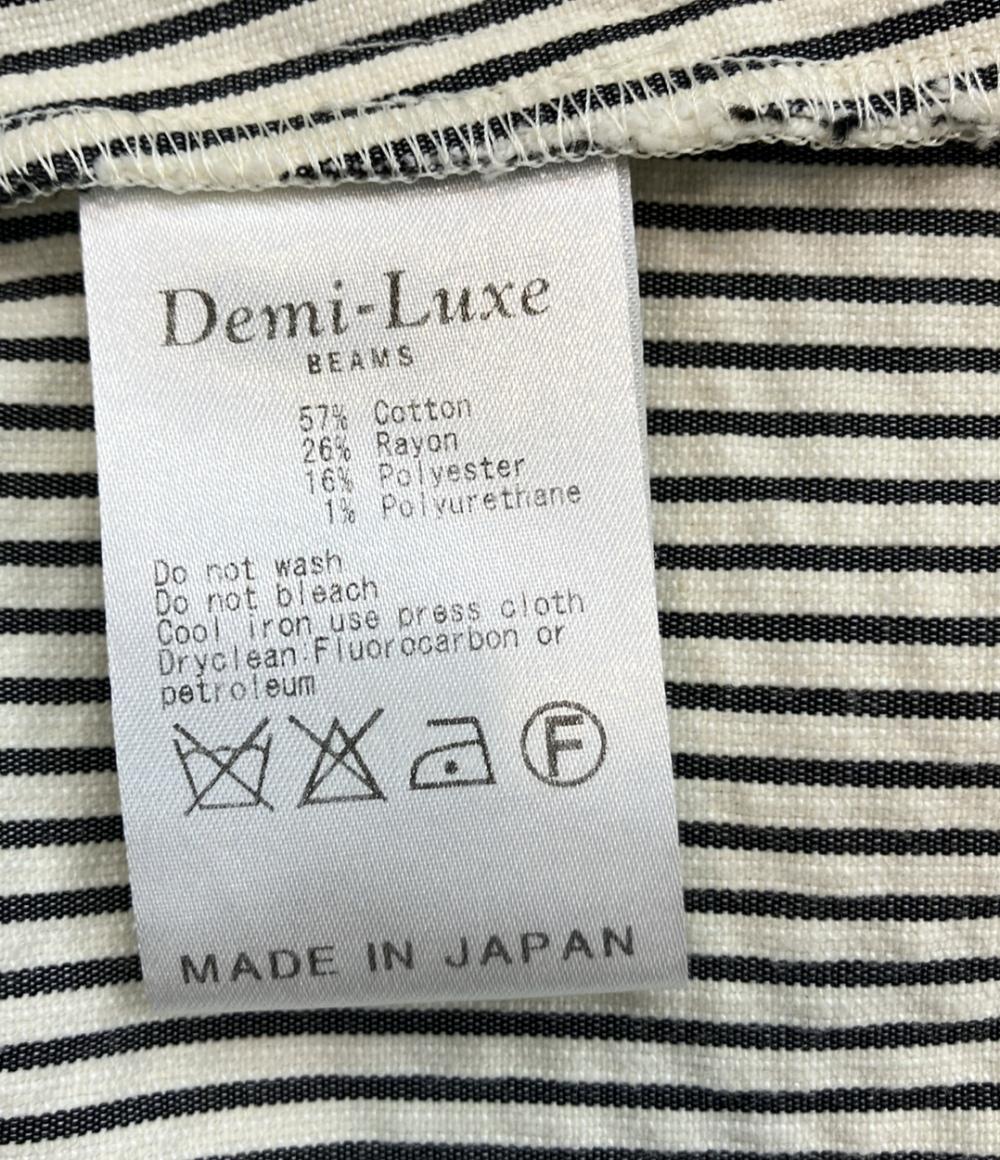 Demi-Luxe
BEAMS
57% Cotton
26% Rayon
16% Polyester
1% Polyurethane
Do not wash
Do not bleach
Cool iron use press cloth
Dryclean:Fluorocarbon or
petroleum
F
MADE IN JAPAN